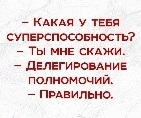 – Какая у тебя
суперспособность?
– Ты мне скажи.
– Делегирование
полномочий.
– Правильно.